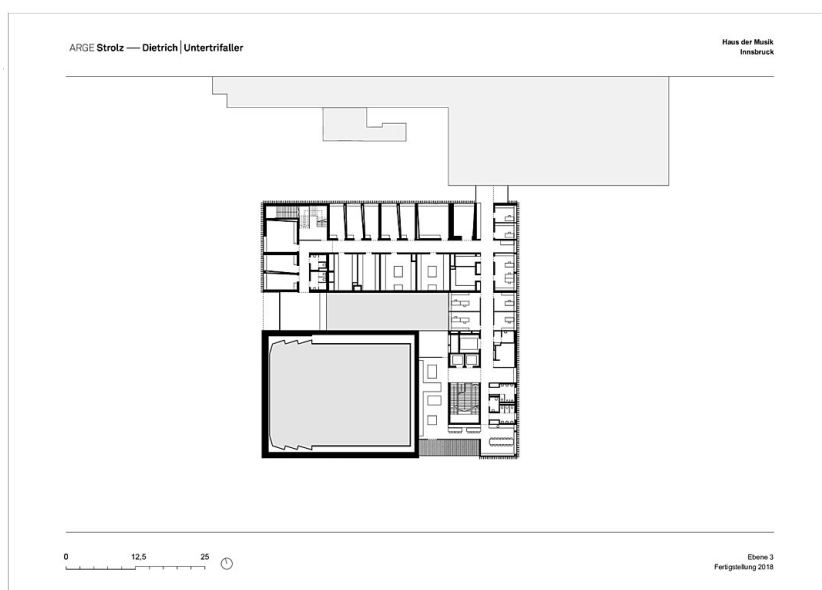 ARGE Strolz — Dietrich | Untertrifaller
Haus der Musik
Innsbruck
0 12,5 25
Ebene 3
Fertigstellung 2018